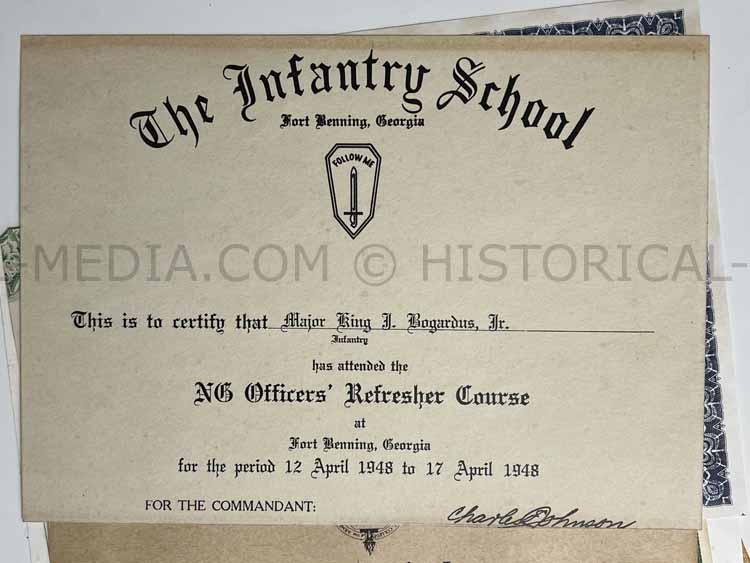 The Infantry School
Fort Benning, Georgia
FOLLOW ME
-MEDIA.COM © HISTORICAL-
This is to certify that Major King J. Bogardus, Jr.
Infantry
has attended the
NG Officers' Refresher Course
at
Fort Benning, Georgia
for the period 12 April 1948 to 17 April 1948
FOR THE COMMANDANT:
Charles E Johnson